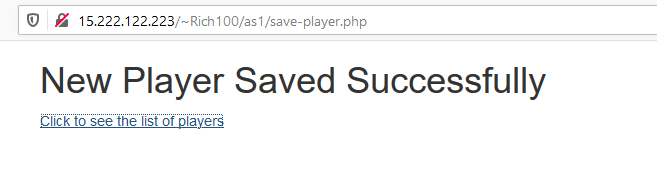 15.222.122.223/~Rich100/as1/save-player.php
New Player Saved Successfully
Click to see the list of players